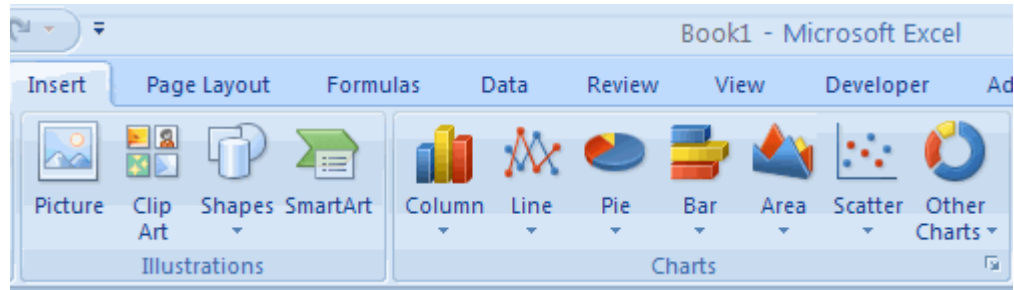 Book1 - Microsoft Excel
Insert Page Layout Formulas Data Review View Developer Ad
Picture Clip Art Shapes SmartArt Column Line Pie Bar Area Scatter Other Charts
Illustrations Charts